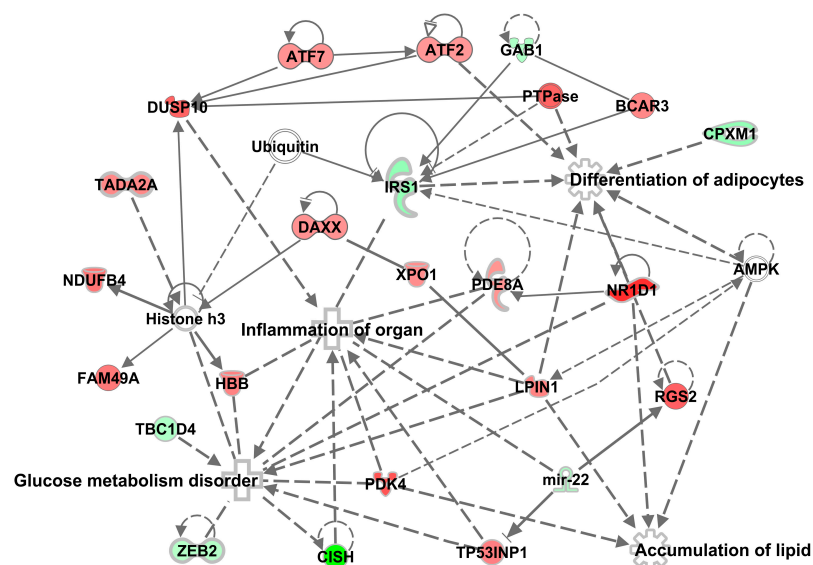 ATF7
ATF2
GAB1
DUSP10
PTPase
BCAR3
CPXM1
Ubiquitin
TADA2A
IRS1
Differentiation of adipocytes
DAXX
NDUFB4
XPO1
PDE8A
NR1D1
AMPK
Histone h3
Inflammation of organ
FAM49A
HBB
LPIN1
RGS2
TBC1D4
Glucose metabolism disorder
PDK4
mir-22
ZEB2
CISH
TP53INP1
Accumulation of lipid